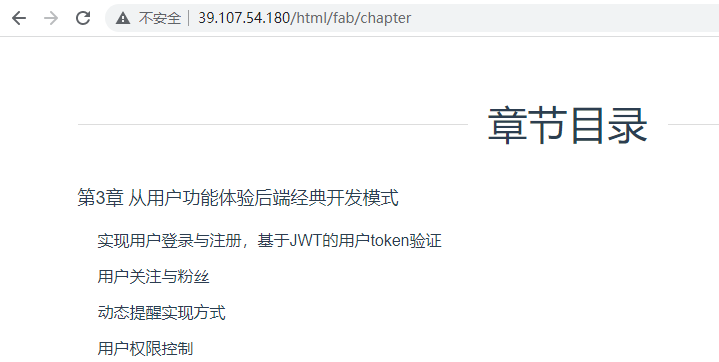 不安全 39.107.54.180/html/fab/chapter
章节目录
第3章 从用户功能体验后端经典开发模式
实现用户登录与注册，基于JWT的用户token验证
用户关注与粉丝
动态提醒实现方式
用户权限控制